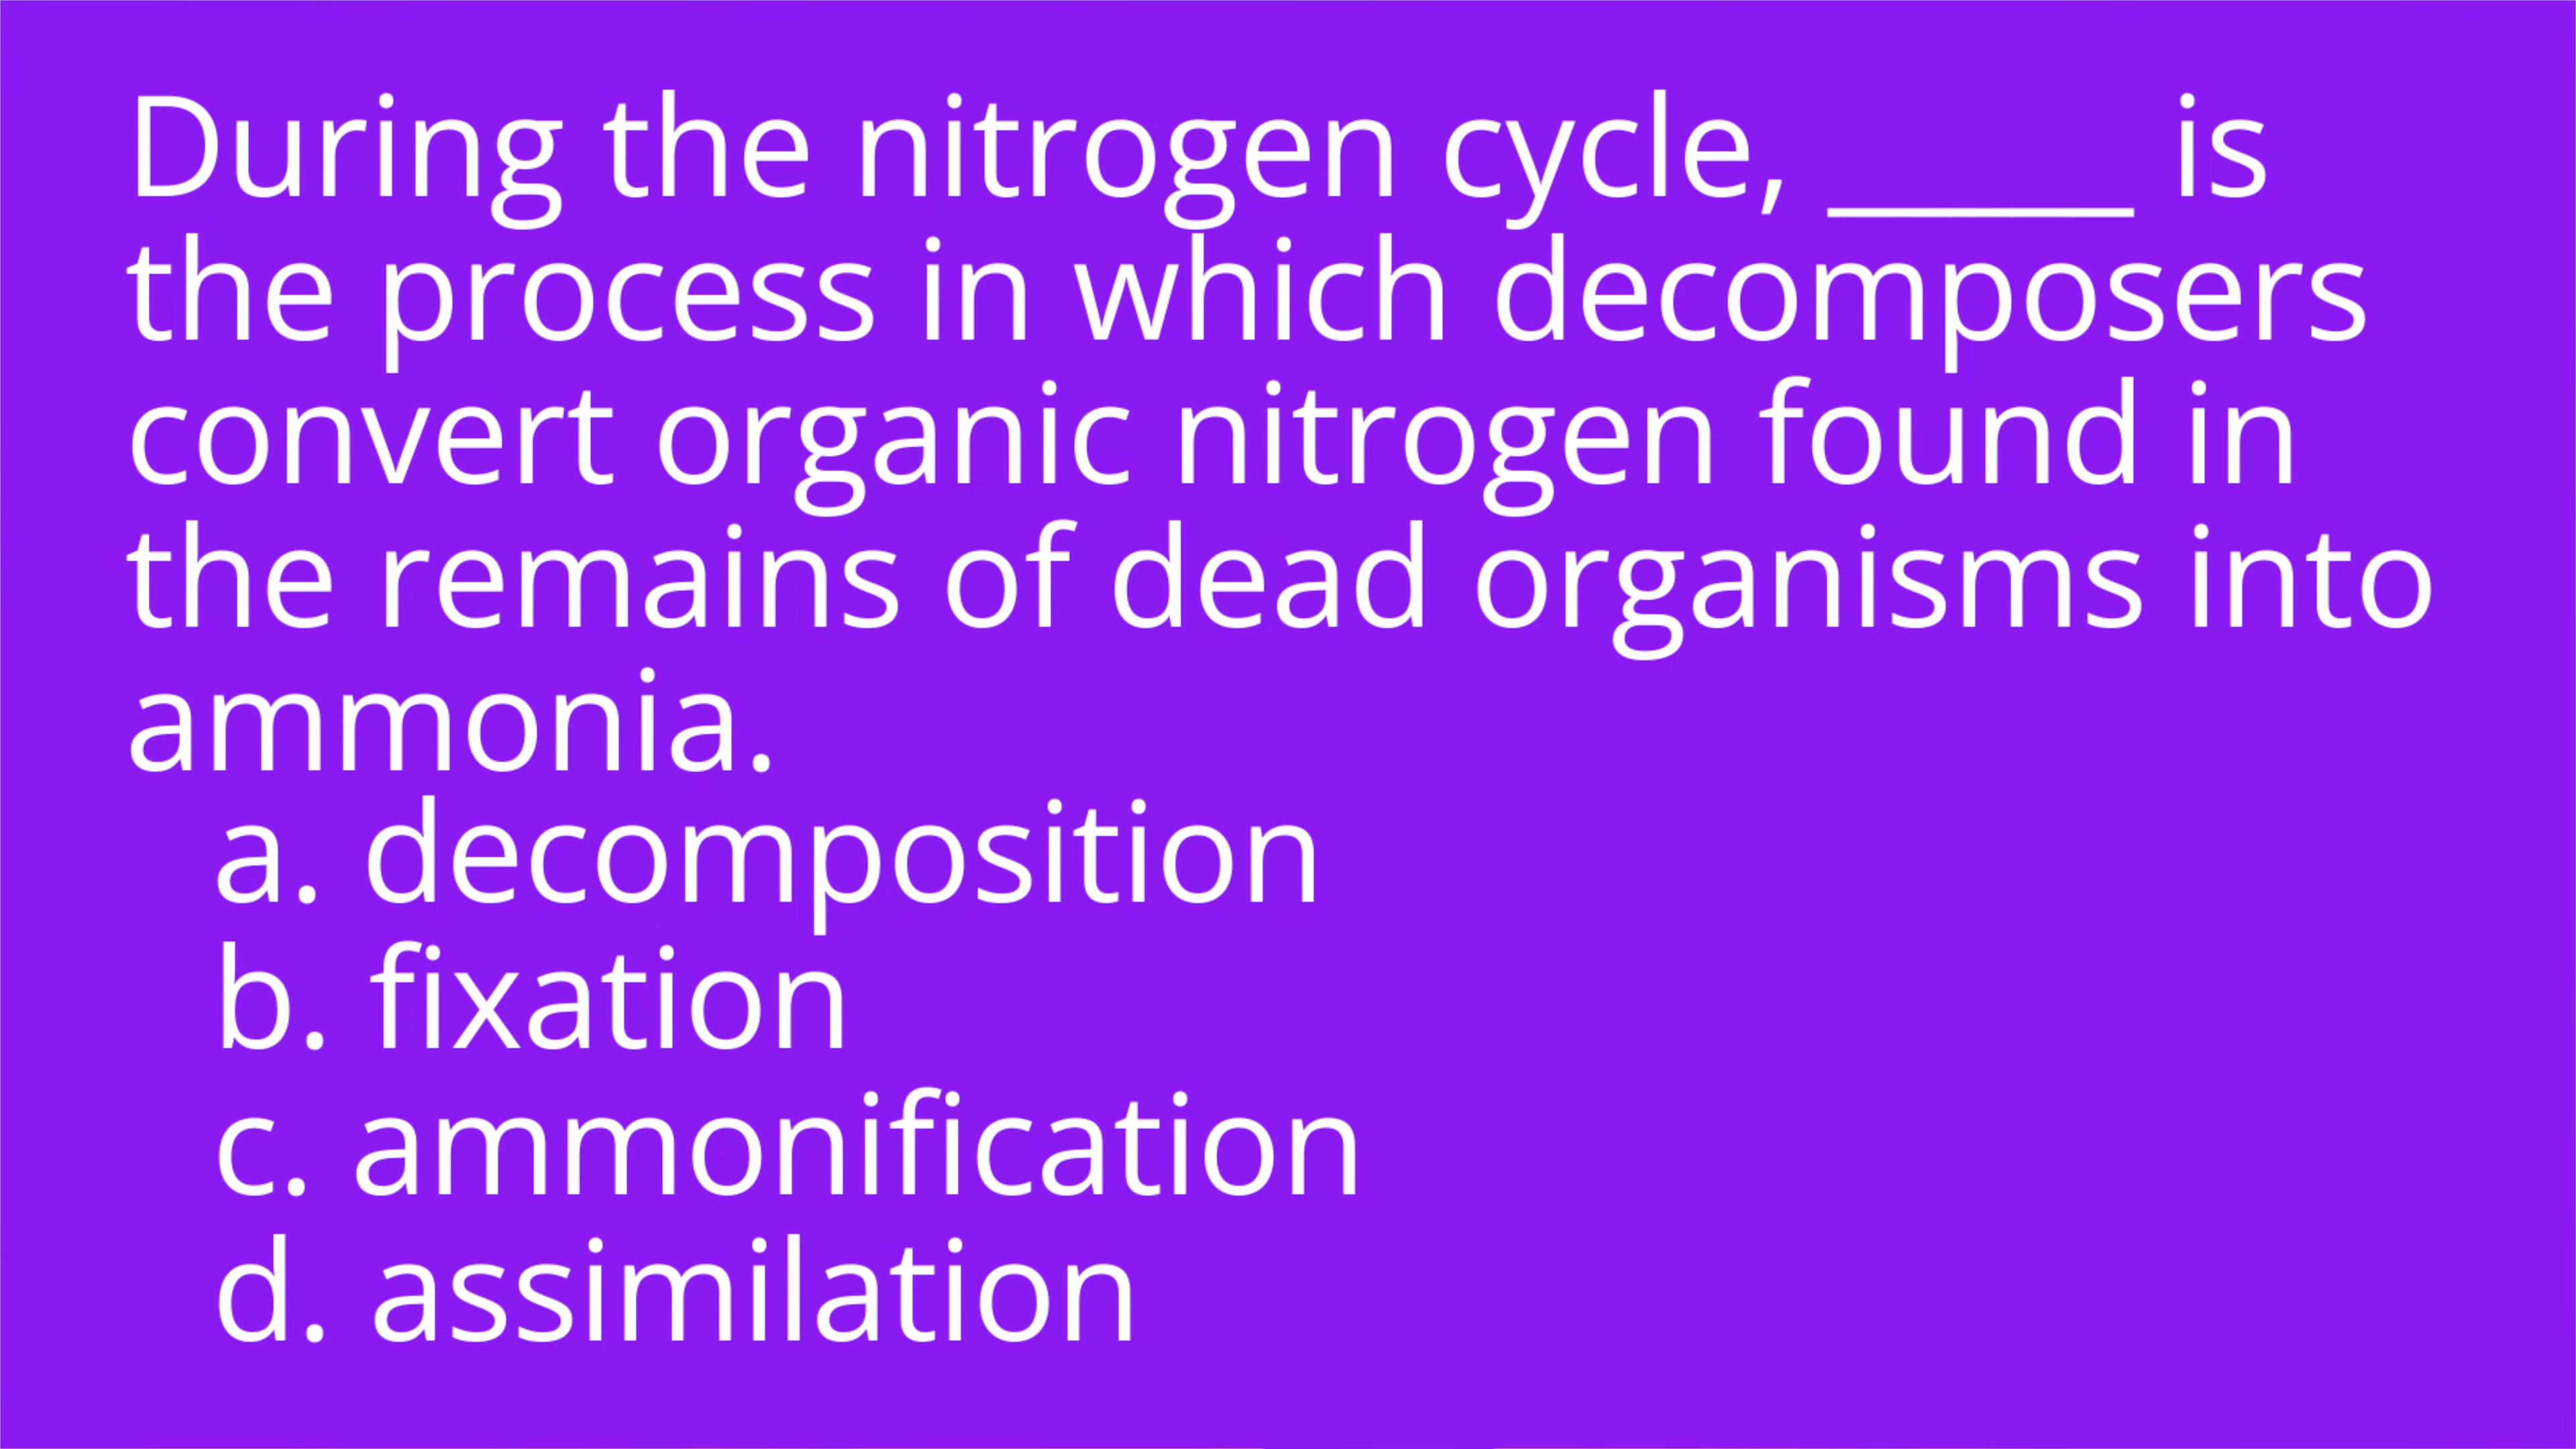 During the nitrogen cycle, _____ is
the process in which decomposers
convert organic nitrogen found in
the remains of dead organisms into
ammonia.
a. decomposition
b. fixation
c. ammonification
d. assimilation